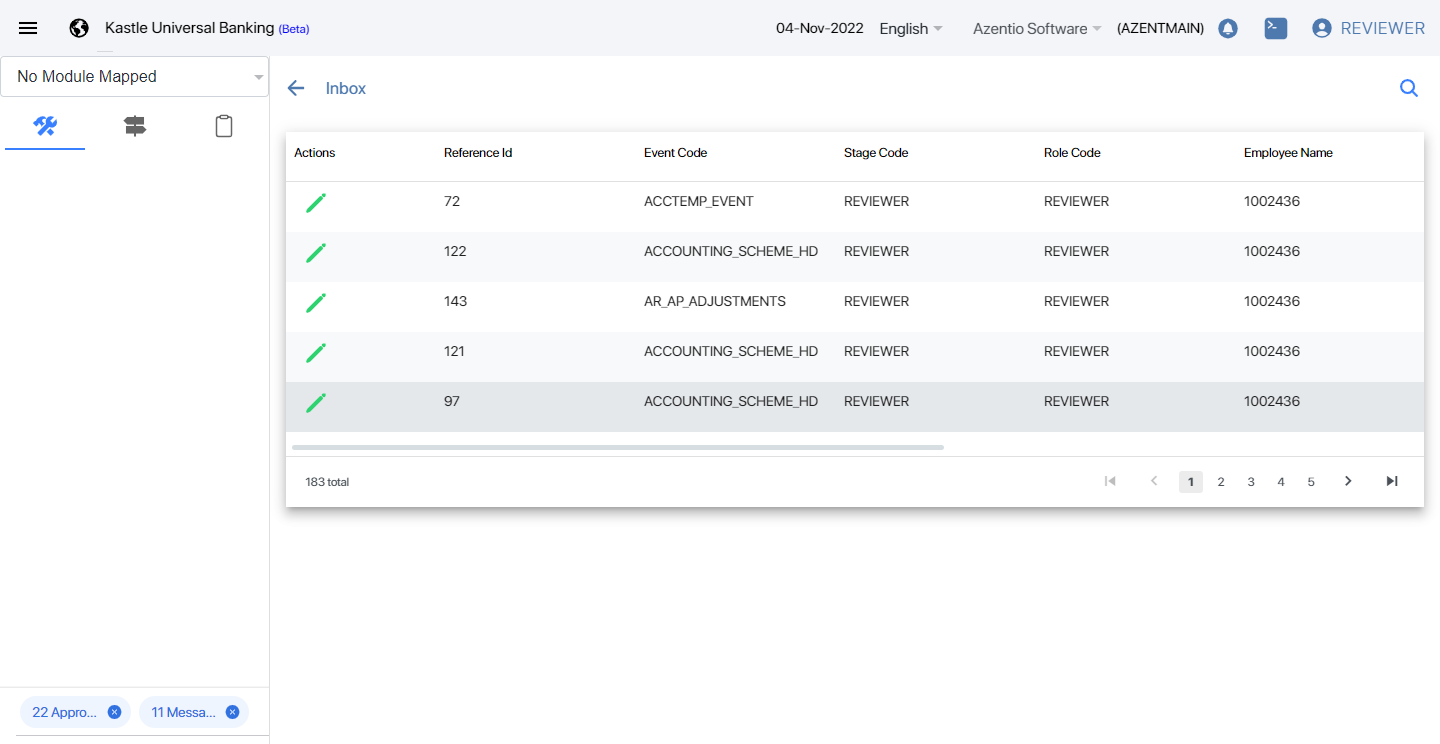 Kastle Universal Banking (Beta) 04-Nov-2022 English Azentio Software (AZENTMAIN) REVIEWER
No Module Mapped
Inbox
Actions Reference Id Event Code Stage Code Role Code Employee Name
72 ACCTEMP_EVENT REVIEWER REVIEWER 1002436
122 ACCOUNTING_SCHEME_HD REVIEWER REVIEWER 1002436
143 AR_AP_ADJUSTMENTS REVIEWER REVIEWER 1002436
121 ACCOUNTING_SCHEME_HD REVIEWER REVIEWER 1002436
97 ACCOUNTING_SCHEME_HD REVIEWER REVIEWER 1002436
183 total 1 2 3 4 5
22 Appro... 11 Messa...